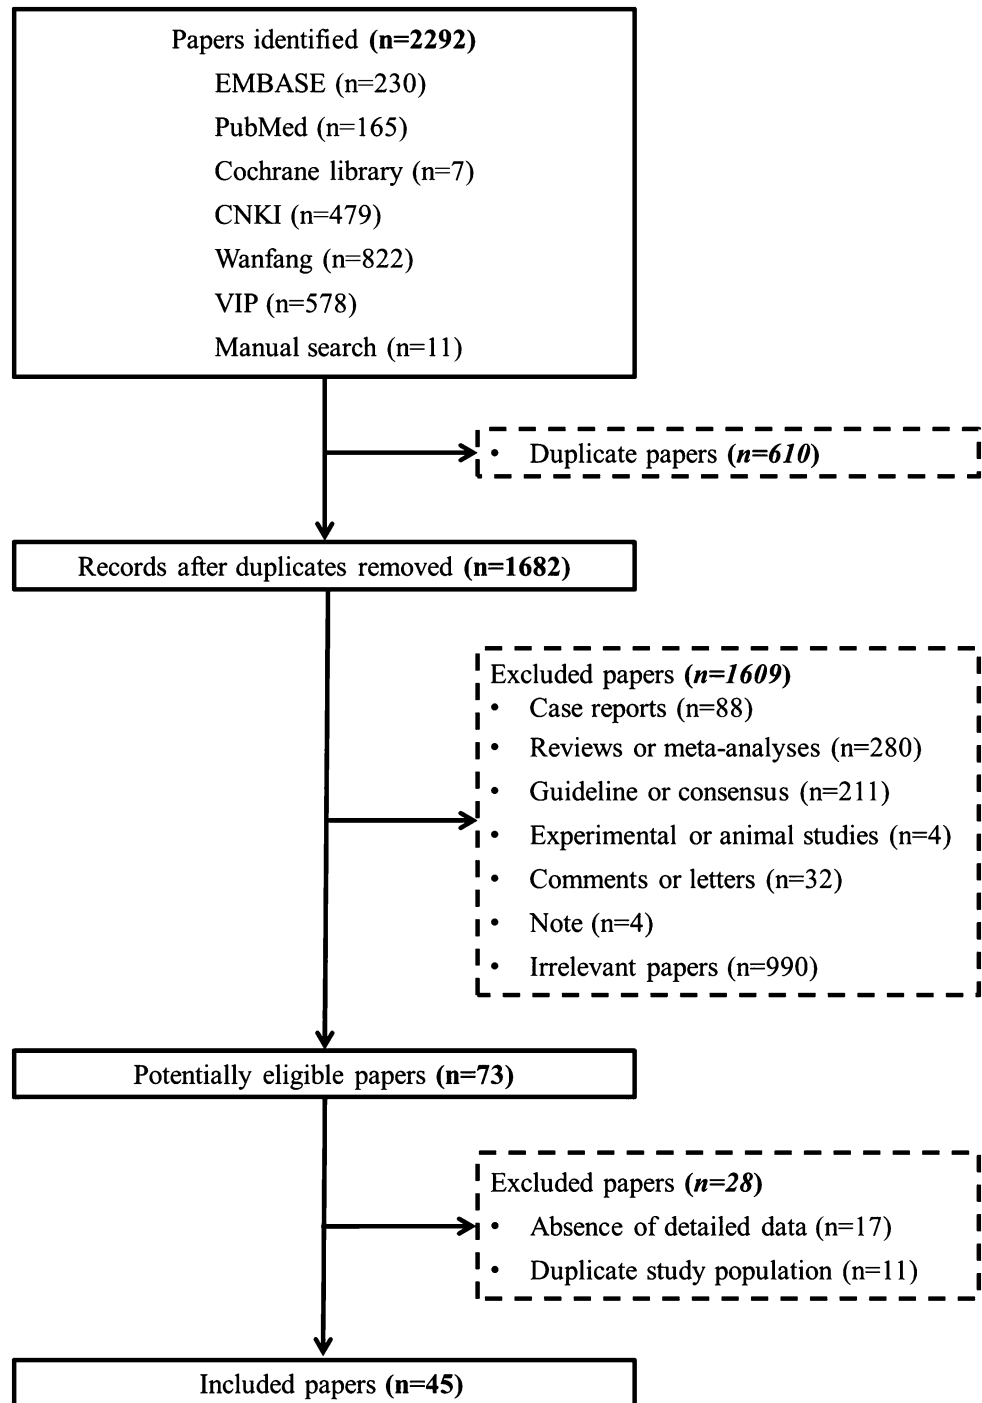 Papers identified (n=2292)
EMBASE (n=230)
PubMed (n=165)
Cochrane library (n=7)
CNKI (n=479)
Wanfang (n=822)
VIP (n=578)
Manual search (n=11)
• Duplicate papers (n=610)
Records after duplicates removed (n=1682)
Excluded papers (n=1609)
• Case reports (n=88)
• Reviews or meta-analyses (n=280)
• Guideline or consensus (n=211)
• Experimental or animal studies (n=4)
• Comments or letters (n=32)
• Note (n=4)
• Irrelevant papers (n=990)
Potentially eligible papers (n=73)
Excluded papers (n=28)
• Absence of detailed data (n=17)
• Duplicate study population (n=11)
Included papers (n=45)